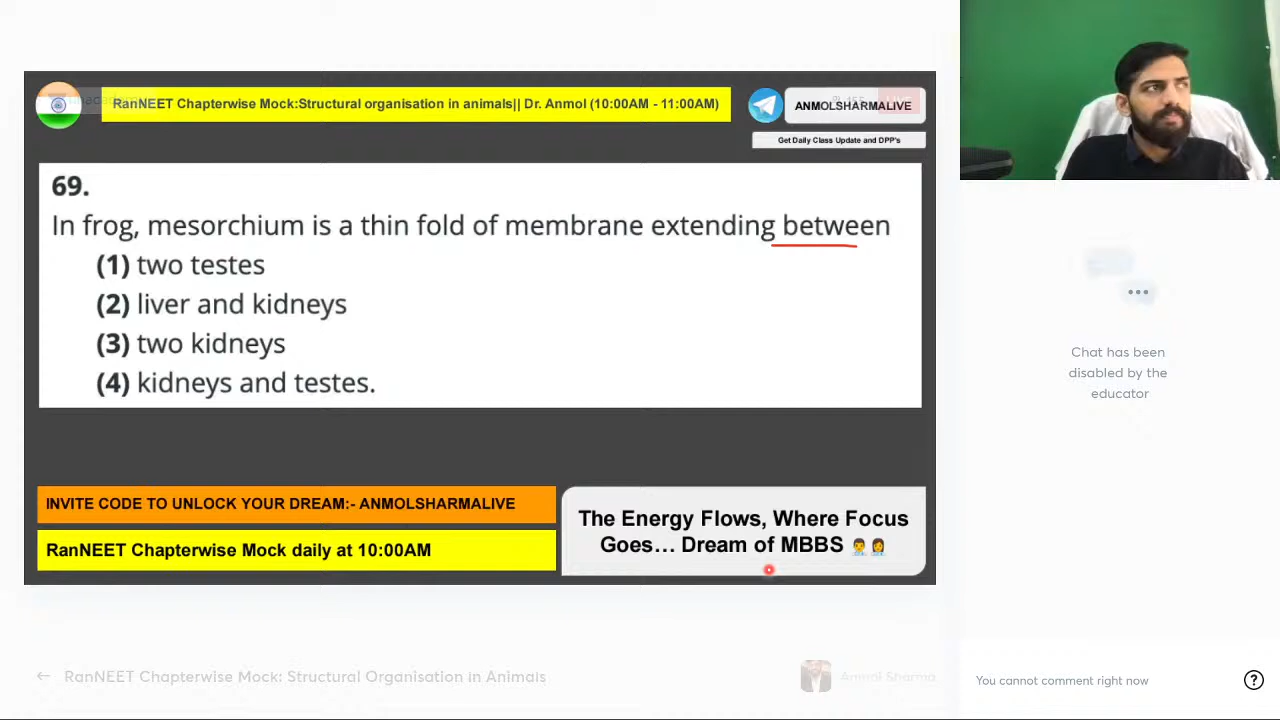 RanNEET Chapterwise Mock:Structural organisation in animals|| Dr. Anmol (10:00AM - 11:00AM)
ANMOLSHARMALIVE
Get Daily Class Update and DPP's
69.
In frog, mesorchium is a thin fold of membrane extending between
(1) two testes
(2) liver and kidneys
(3) two kidneys
(4) kidneys and testes.
INVITE CODE TO UNLOCK YOUR DREAM:- ANMOLSHARMALIVE
RanNEET Chapterwise Mock daily at 10:00AM
The Energy Flows, Where Focus
Goes... Dream of MBBS
Chat has been
disabled by the
educator
← RanNEET Chapterwise Mock: Structural Organisation in Animals
Anmol Sharma
You cannot comment right now
?